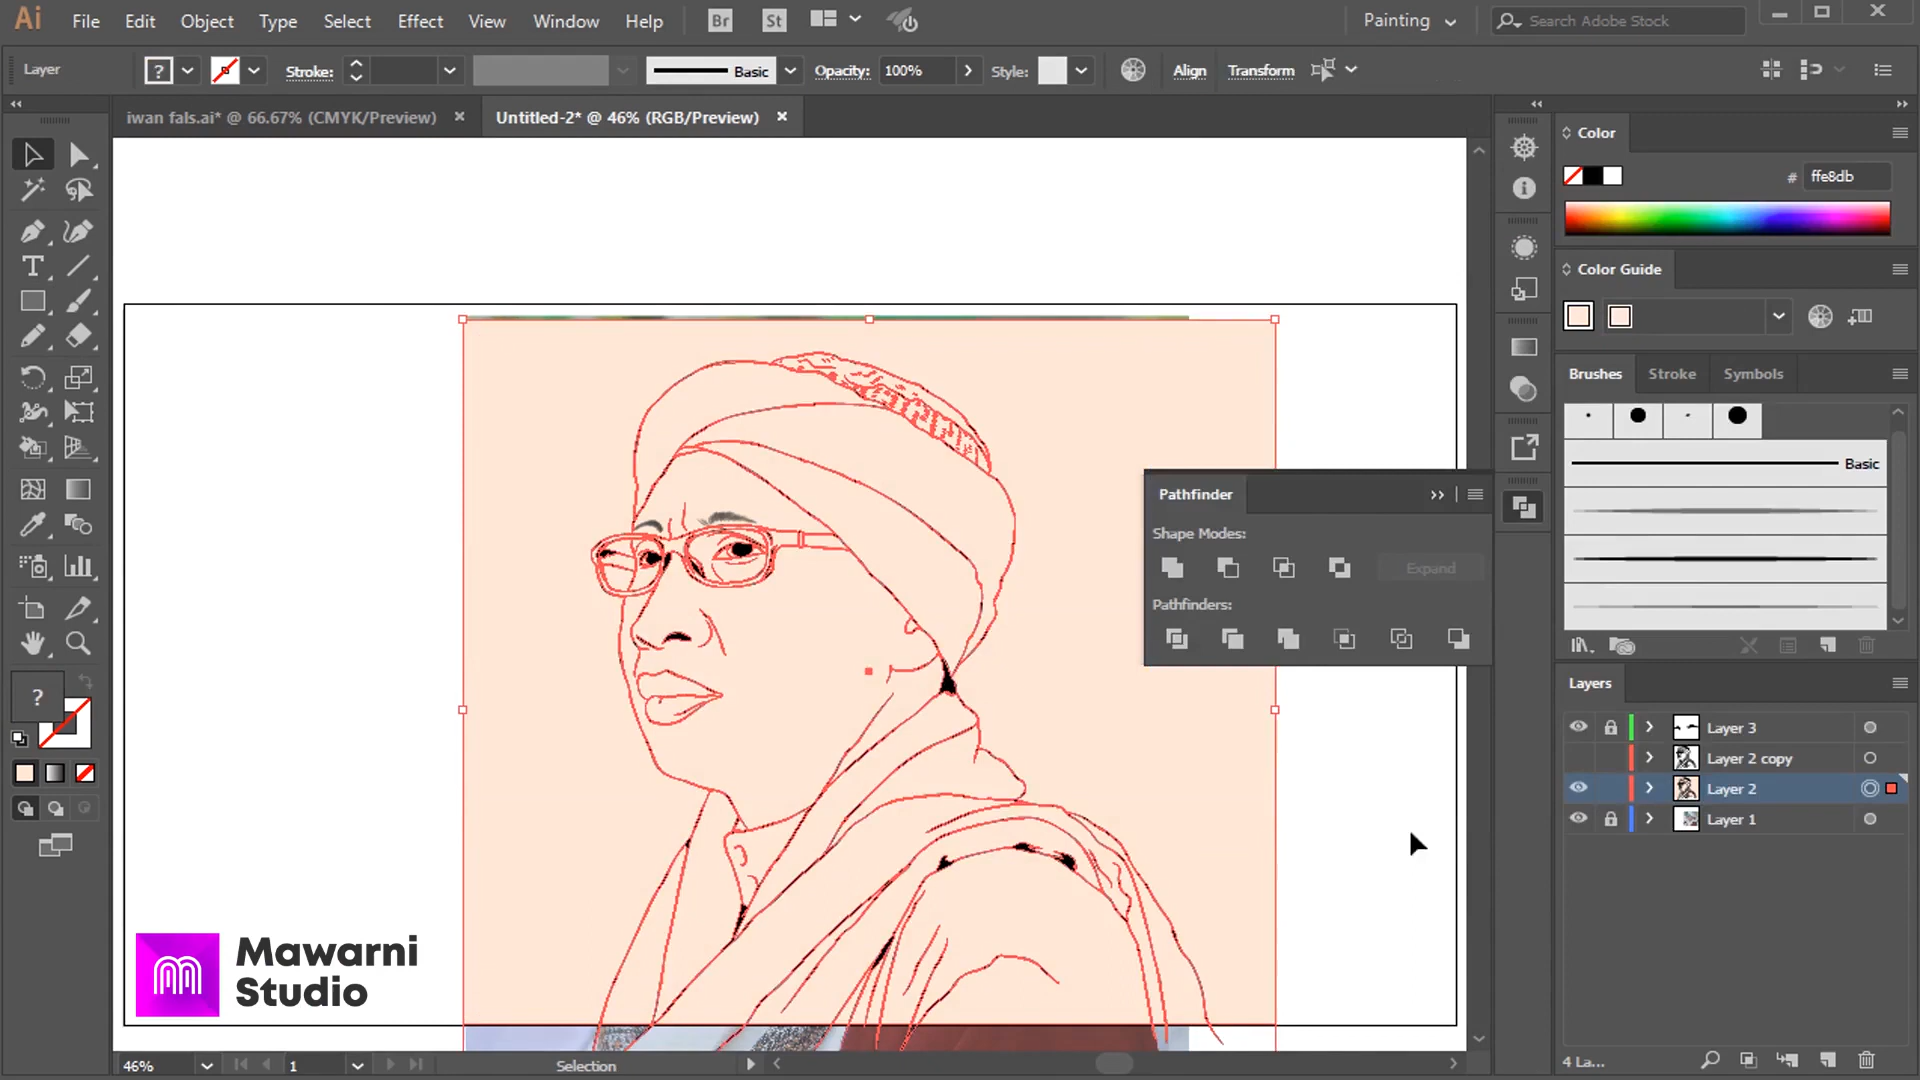 Ai File Edit Object Type Select Effect View Window Help Br St Painting Search Adobe Stock
Layer ? Stroke: Basic Opacity: 100% Style: Align Transform
iwan fals.ai* @ 66.67% (CMYK/Preview) Untitled-2* @ 46% (RGB/Preview)
Color
# ffe8db
Color Guide
Brushes Stroke Symbols
Basic
Pathfinder
Shape Modes:
Expand
Pathfinders:
?
Layers
Layer 3
Layer 2 copy
Layer 2
Layer 1
Mawarni
Studio
46% 1 Selection 4 La...